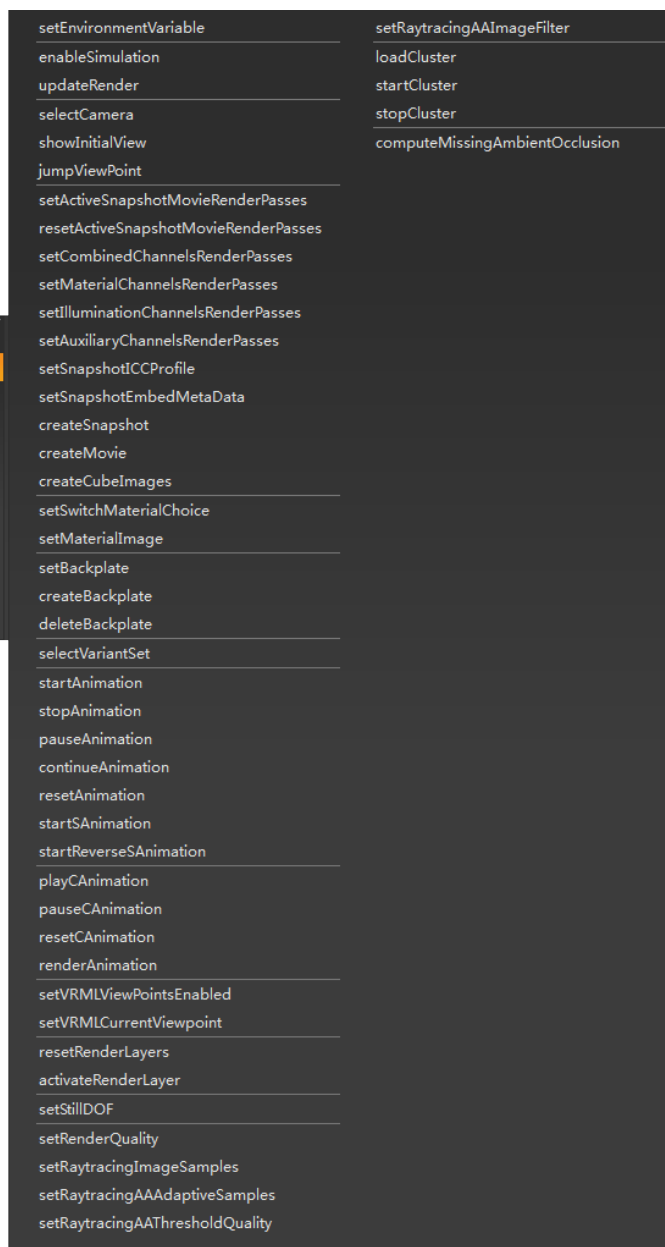 setEnvironmentVariable
enableSimulation
updateRender
selectCamera
showInitialView
jumpViewPoint
setActiveSnapshotMovieRenderPasses
resetActiveSnapshotMovieRenderPasses
setCombinedChannelsRenderPasses
setMaterialChannelsRenderPasses
setIlluminationChannelsRenderPasses
setAuxiliaryChannelsRenderPasses
setSnapshotICCProfile
setSnapshotEmbedMetaData
createSnapshot
createMovie
createCubeImages
setSwitchMaterialChoice
setMaterialImage
setBackplate
createBackplate
deleteBackplate
selectVariantSet
startAnimation
stopAnimation
pauseAnimation
continueAnimation
resetAnimation
startSAnimation
startReverseSAnimation
playCAnimation
pauseCAnimation
resetCAnimation
renderAnimation
setVRMLViewPointsEnabled
setVRMLCurrentViewpoint
resetRenderLayers
activateRenderLayer
setStillDOF
setRenderQuality
setRaytracingImageSamples
setRaytracingAAAdaptiveSamples
setRaytracingAAThresholdQuality
setRaytracingAAImageFilter
loadCluster
startCluster
stopCluster
computeMissingAmbientOcclusion